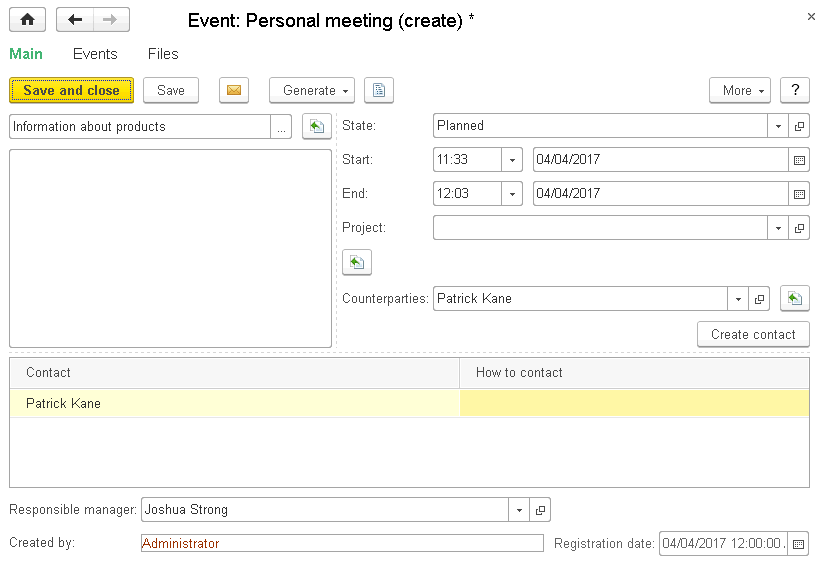 Event: Personal meeting (create) *
Main Events Files
Save and close Save Generate More ?
Information about products ... State: Planned
Start: 11:33 04/04/2017
End: 12:03 04/04/2017
Project:
Counterparties: Patrick Kane
Create contact
Contact How to contact
Patrick Kane
Responsible manager: Joshua Strong
Created by: Administrator Registration date: 04/04/2017 12:00:00